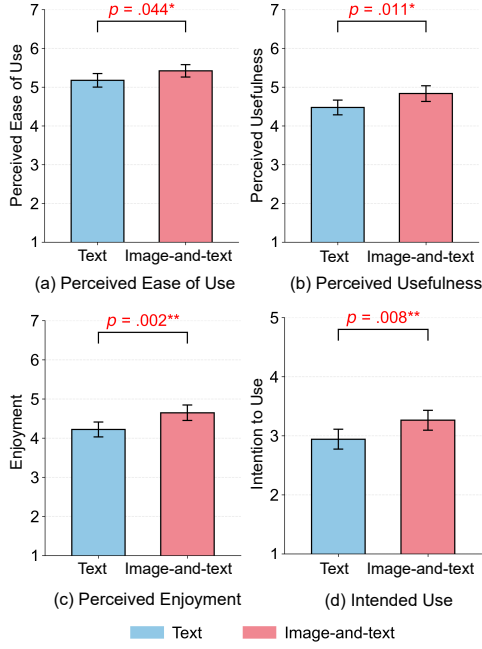 p = .044*
7
6
5
4
3
2
1
Perceived Ease of Use
Text
Image-and-text
(a) Perceived Ease of Use
p = .011*
7
6
5
4
3
2
1
Perceived Usefulness
Text
Image-and-text
(b) Perceived Usefulness
p = .002**
7
6
5
4
3
2
1
Enjoyment
Text
Image-and-text
(c) Perceived Enjoyment
p = .008**
5
4
3
2
1
Intention to Use
Text
Image-and-text
(d) Intended Use
Text
Image-and-text